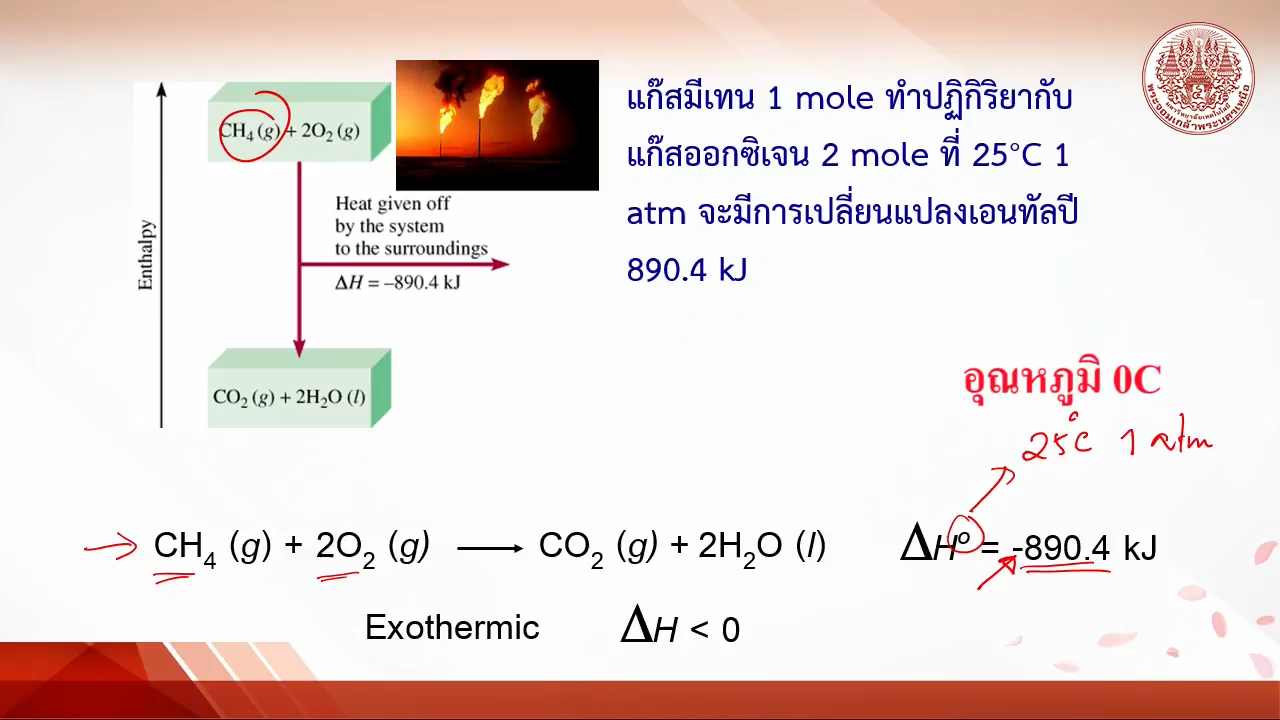 CH₄ (g) + 2O₂ (g)
Heat given off
by the system
to the surroundings
ΔH = –890.4 kJ
Enthalpy
CO₂ (g) + 2H₂O (l)
แก๊สมีเทน 1 mole ทำปฏิกิริยากับ
แก๊สออกซิเจน 2 mole ที่ 25°C 1
atm จะมีการเปลี่ยนแปลงเอนทัลปี
890.4 kJ
อุณหภูมิ 0C
25°C 1 atm
CH₄ (g) + 2O₂ (g) ⟶ CO₂ (g) + 2H₂O (l) ΔH° = -890.4 kJ
Exothermic ΔH < 0